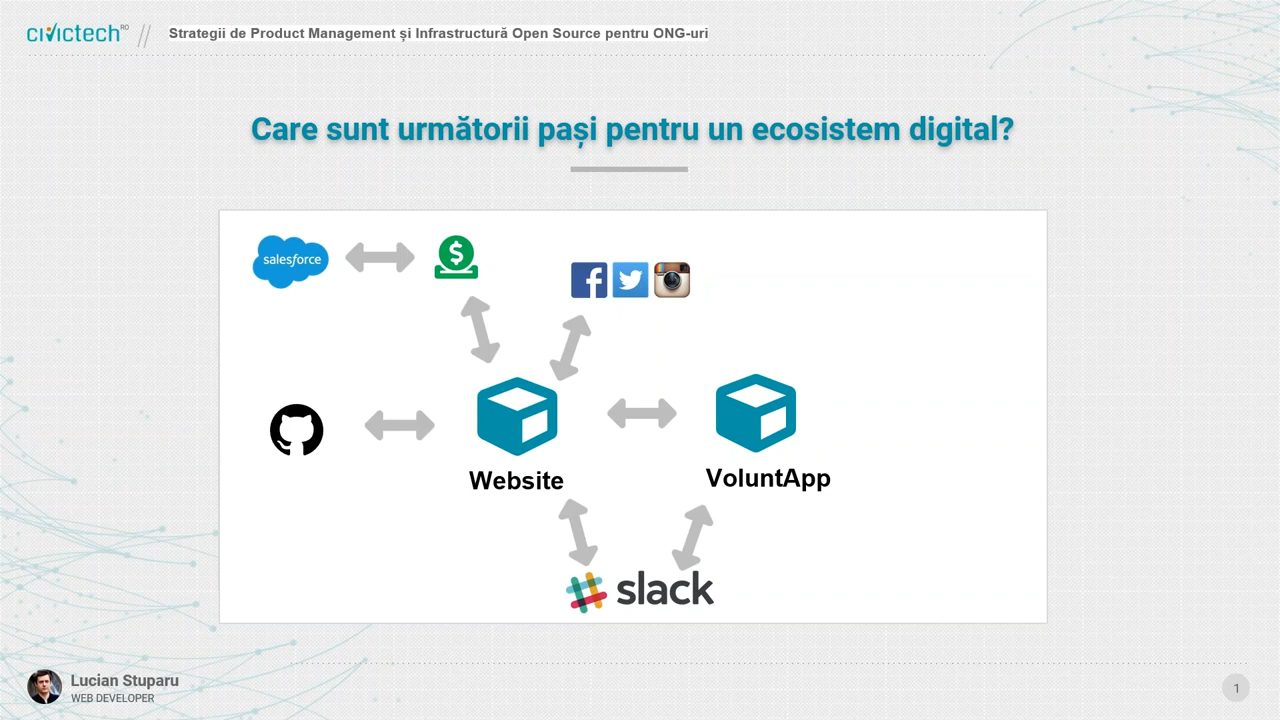 civictech RO
Strategii de Product Management și Infrastructură Open Source pentru ONG-uri
Care sunt următorii pași pentru un ecosistem digital?
salesforce
$
Website
VoluntApp
slack
Lucian Stuparu
WEB DEVELOPER
1